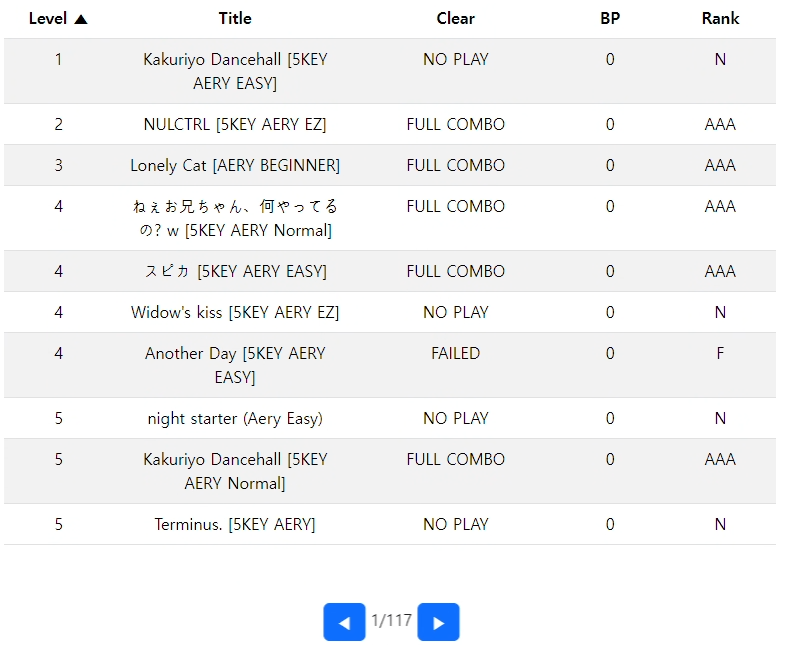 Level ▲ Title Clear BP Rank
1 Kakuriyo Dancehall [5KEY NO PLAY 0 N
AERY EASY]
2 NULCTRL [5KEY AERY EZ] FULL COMBO 0 AAA
3 Lonely Cat [AERY BEGINNER] FULL COMBO 0 AAA
4 ねぇお兄ちゃん、何やってる FULL COMBO 0 AAA
の? w [5KEY AERY Normal]
4 スピカ [5KEY AERY EASY] FULL COMBO 0 AAA
4 Widow's kiss [5KEY AERY EZ] NO PLAY 0 N
4 Another Day [5KEY AERY FAILED 0 F
EASY]
5 night starter (Aery Easy) NO PLAY 0 N
5 Kakuriyo Dancehall [5KEY FULL COMBO 0 AAA
AERY Normal]
5 Terminus. [5KEY AERY] NO PLAY 0 N
◀ 1/117 ▶